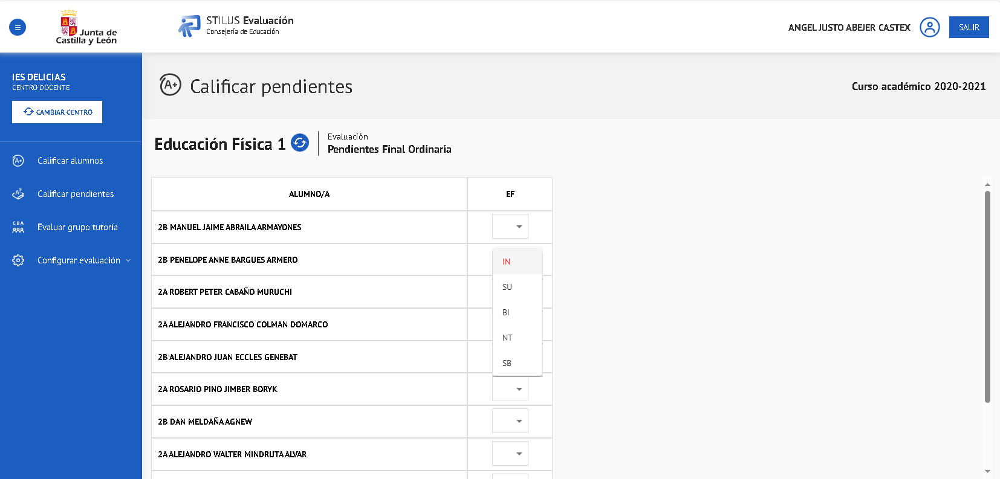 Junta de
Castilla y León
STILUS Evaluación
Consejería de Educación
ANGEL JUSTO ABEJER CASTEX
SALIR
IES DELICIAS
CENTRO DOCENTE
CAMBIAR CENTRO
Calificar alumnos
Calificar pendientes
CBA
Evaluar grupo tutoría
Configurar evaluación
A+ Calificar pendientes
Curso académico 2020-2021
Educación Física 1
Evaluación
Pendientes Final Ordinaria
ALUMNO/A EF
2B MANUEL JAIME ABRAILA ARMAYONES
2B PENELOPE ANNE BARGUES ARMERO
2A ROBERT PETER CABAÑO MURUCHI
2A ALEJANDRO FRANCISCO COLMAN DOMARCO
2B ALEJANDRO JUAN ECCLES GENEBAT
2A ROSARIO PINO JIMBER BORYK
2B DAN MELDAÑA AGNEW
2A ALEJANDRO WALTER MINDRUTA ALVAR
IN
SU
BI
NT
SB